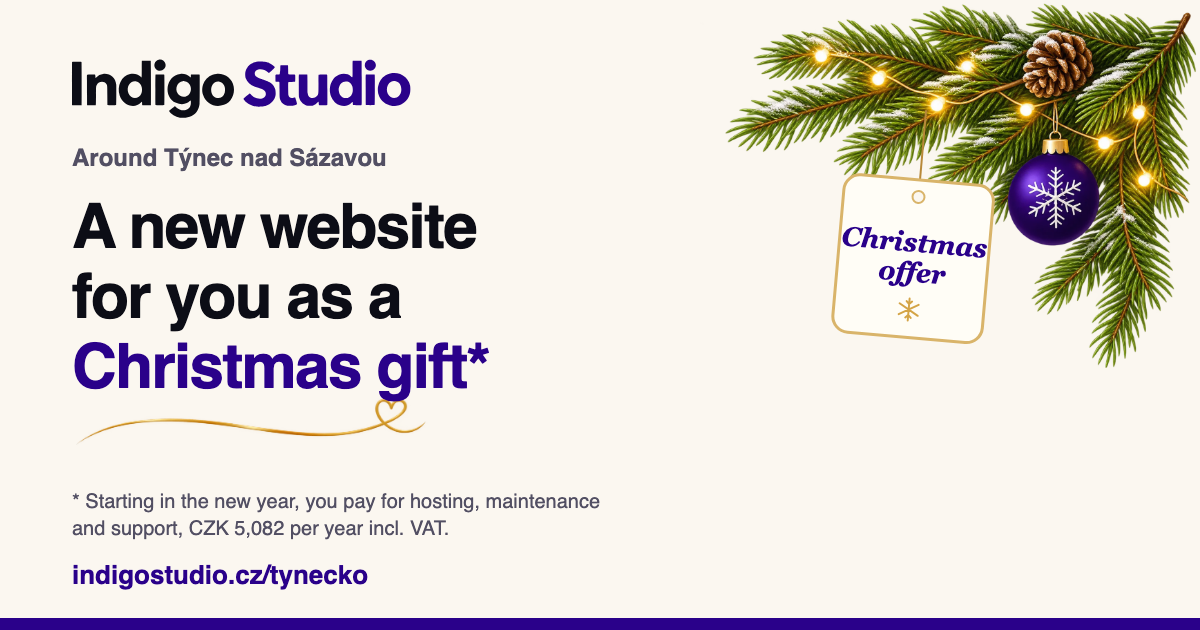 Indigo Studio
Around Týnec nad Sázavou
A new website
for you as a
Christmas gift*
* Starting in the new year, you pay for hosting, maintenance
and support, CZK 5,082 per year incl. VAT.
indigostudio.cz/tynecko
Christmas
offer